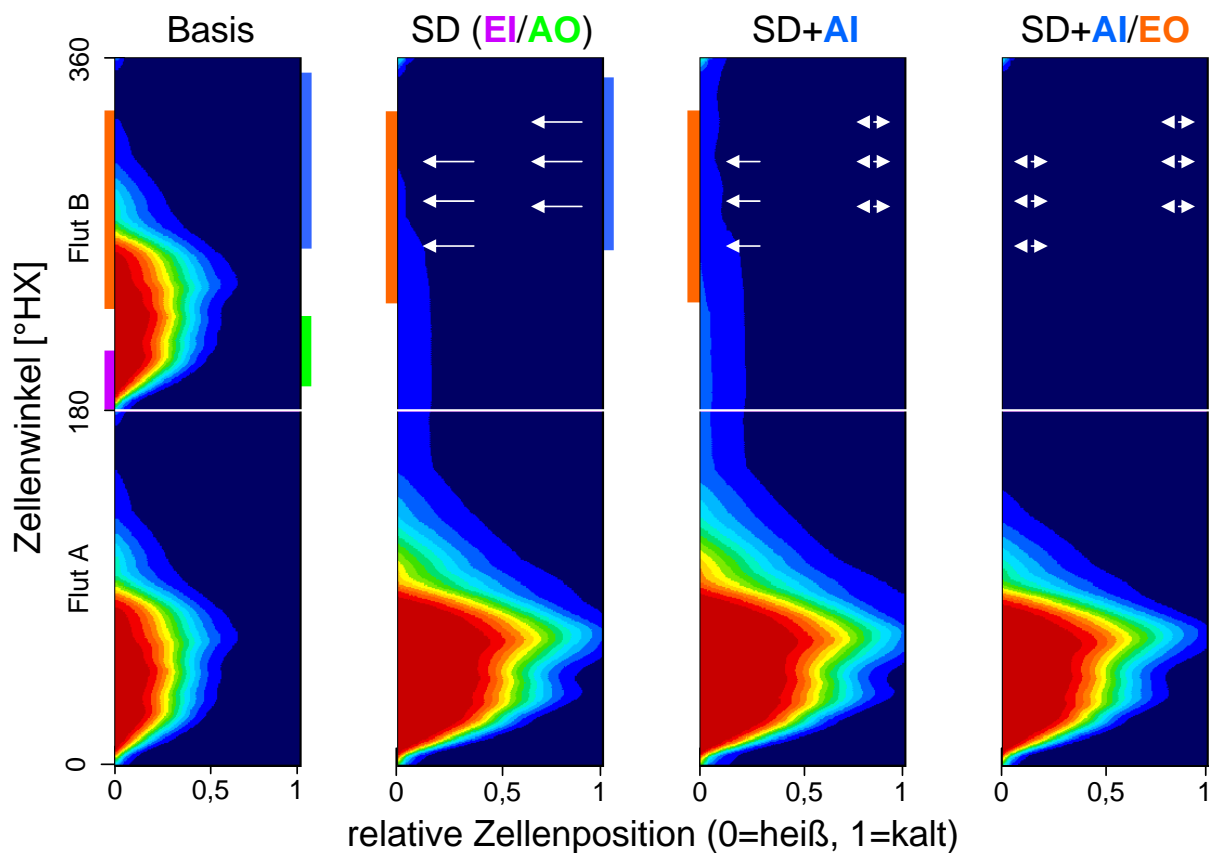 Basis
SD (EI/AO)
SD+AI
SD+AI/EO
Zellenwinkel [°HX]
360
Flut B
180
Flut A
0
0
0,5
1
0
0,5
1
0
0,5
1
0
0,5
1
relative Zellenposition (0=heiß, 1=kalt)